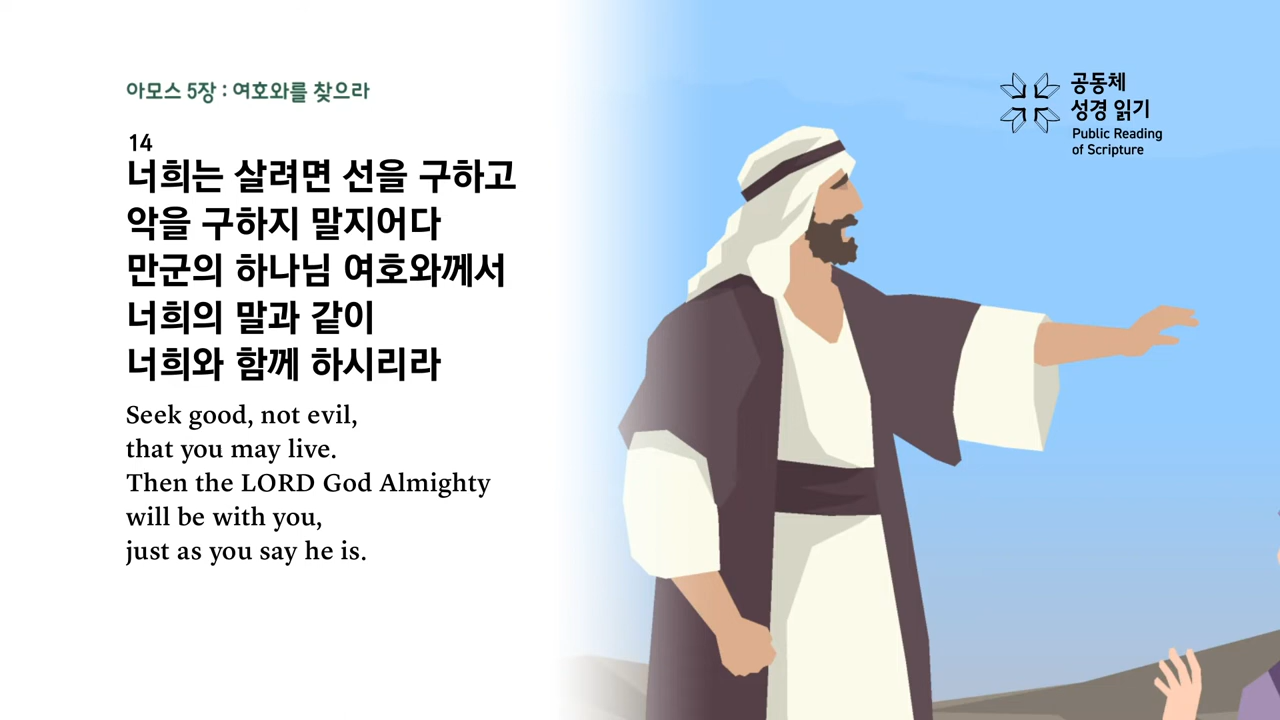 아모스 5장 : 여호와를 찾으라
14
너희는 살려면 선을 구하고
악을 구하지 말지어다
만군의 하나님 여호와께서
너희의 말과 같이
너희와 함께 하시리라
Seek good, not evil,
that you may live.
Then the LORD God Almighty
will be with you,
just as you say he is.
공동체
성경 읽기
Public Reading
of Scripture